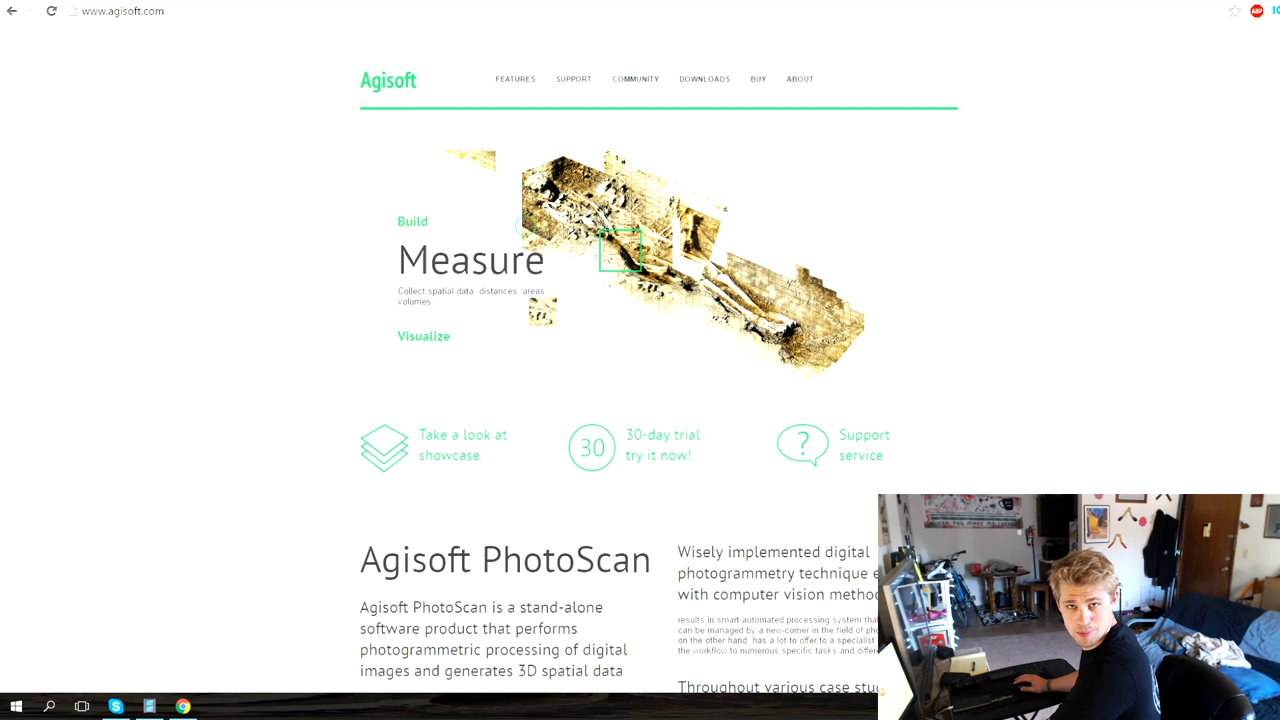 www.agisoft.com
ABP
Agisoft
FEATURES SUPPORT COMMUNITY DOWNLOADS BUY ABOUT
Build
Measure
Collect spatial data distances areas
volumes
Visualize
Take a look at
showcase
30
30-day trial
try it now!
?
Support
service
Agisoft PhotoScan
Agisoft PhotoScan is a stand-alone
software product that performs
photogrammetric processing of digital
images and generates 3D spatial data
Wisely implemented digital
photogrammetry technique e
with computer vision metho
results in smart automated processing system that
can be managed by a new-comer in the field of pho
on the other hand has a lot to offer to a specialist
the workflow to numerous specific tasks and differe
Throughout various case stud